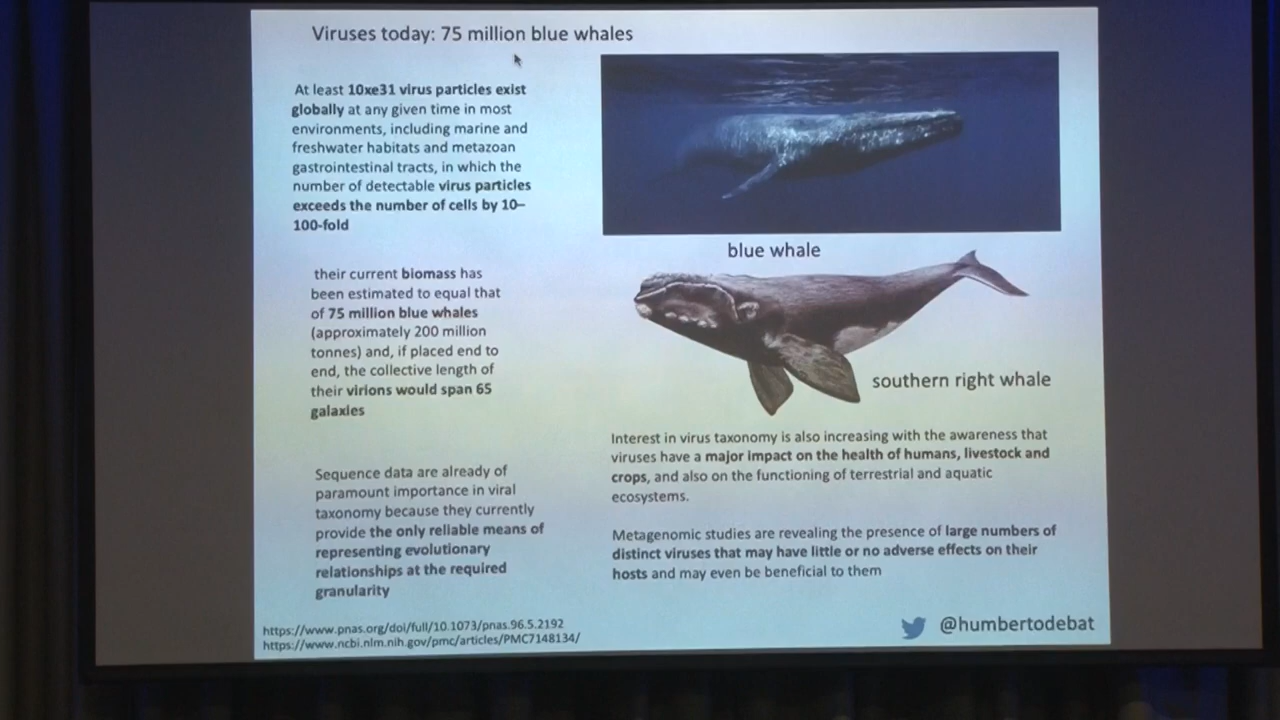 Viruses today: 75 million blue whales
At least 10xe31 virus particles exist
globally at any given time in most
environments, including marine and
freshwater habitats and metazoan
gastrointestinal tracts, in which the
number of detectable virus particles
exceeds the number of cells by 10–
100-fold
their current biomass has
been estimated to equal that
of 75 million blue whales
(approximately 200 million
tonnes) and, if placed end to
end, the collective length of
their virions would span 65
galaxies
Sequence data are already of
paramount importance in viral
taxonomy because they currently
provide the only reliable means of
representing evolutionary
relationships at the required
granularity
https://www.pnas.org/doi/full/10.1073/pnas.96.5.2192
https://www.ncbi.nlm.nih.gov/pmc/articles/PMC7148134/
blue whale
southern right whale
Interest in virus taxonomy is also increasing with the awareness that
viruses have a major impact on the health of humans, livestock and
crops, and also on the functioning of terrestrial and aquatic
ecosystems.
Metagenomic studies are revealing the presence of large numbers of
distinct viruses that may have little or no adverse effects on their
hosts and may even be beneficial to them
@humbertodebat